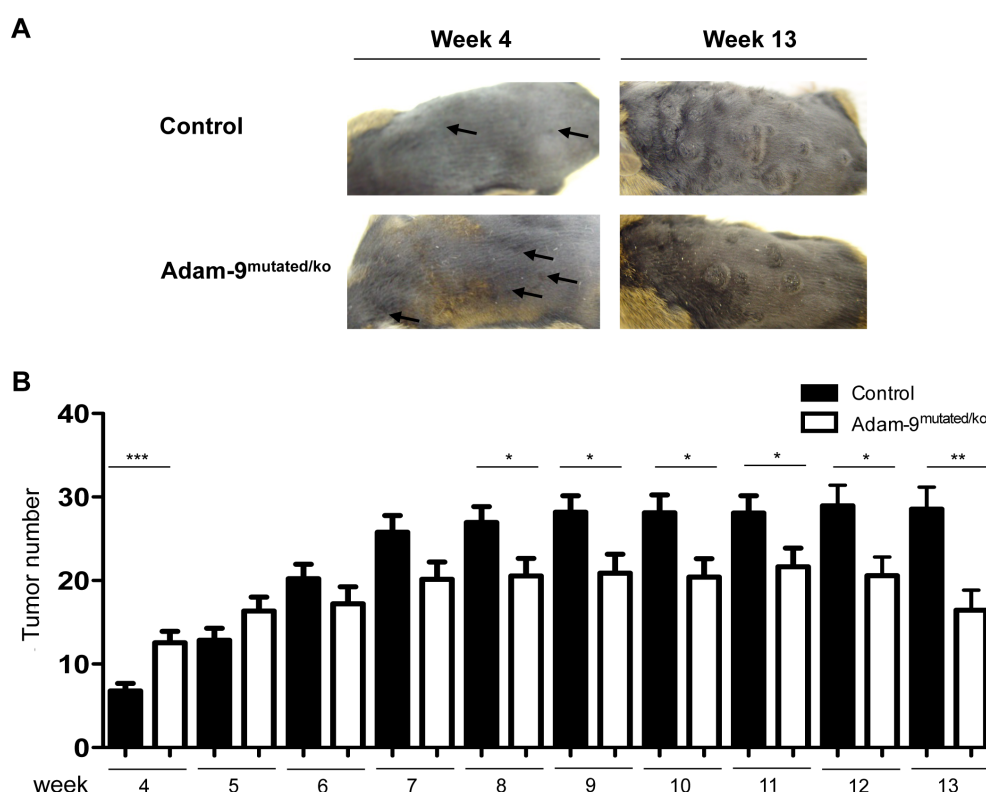 A
Week 4 Week 13
Control
Adam-9mutated/ko
B
Control
Adam-9mutated/ko
Tumor number
40
30
20
10
0
*** * * * * * **
week 4 5 6 7 8 9 10 11 12 13